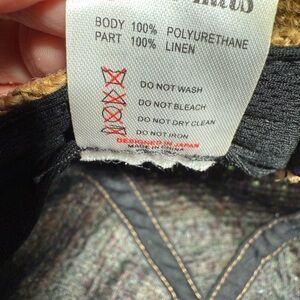 BODY 100% POLYURETHANE
PART 100% LINEN
DO NOT WASH
DO NOT BLEACH
DO NOT DRY CLEAN
DO NOT IRON
DESIGNED IN JAPAN
MADE IN CHINA